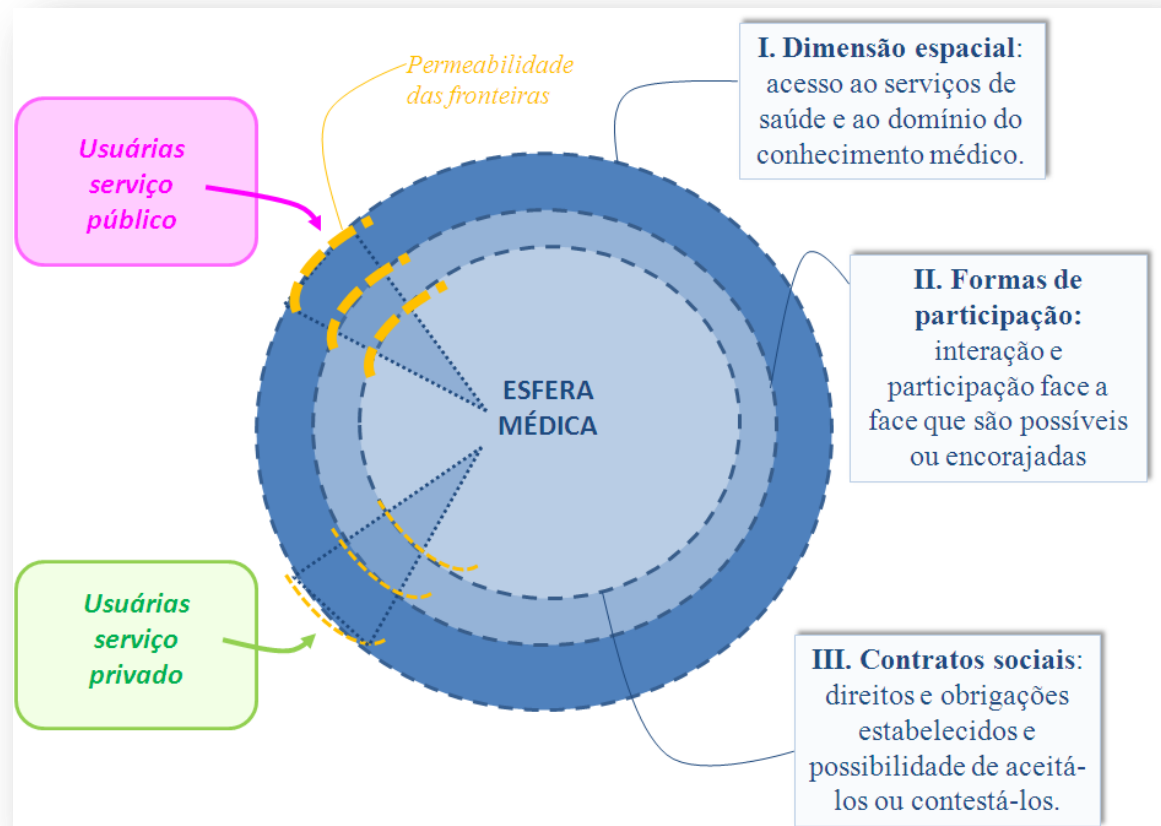 Permeabilidade
das fronteiras
Usuárias
serviço
público
I. Dimensão espacial:
acesso ao serviços de
saúde e ao domínio do
conhecimento médico.
II. Formas de
participação:
interação e
participação face a
face que são possíveis
ou encorajadas
ESFERA
MÉDICA
Usuárias
serviço
privado
III. Contratos sociais:
direitos e obrigações
estabelecidos e
possibilidade de aceitá-
los ou contestá-los.